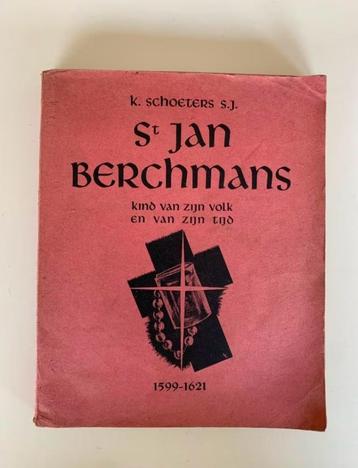 K. SCHOETERS S.J.
St JAN
BERCHMANS
KIND VAN ZIJN VOLK
EN VAN ZIJN TIJD
1599-1621